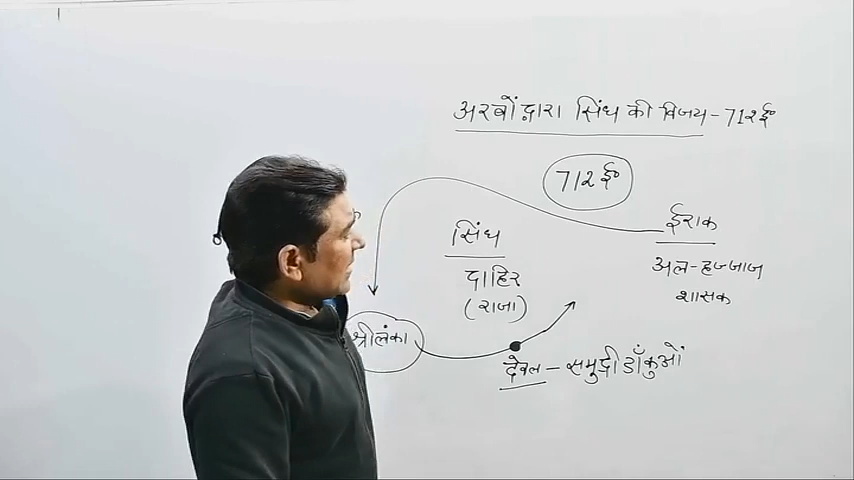 अरबों द्वारा सिंध की विजय - 712 ई०
712 ई०
ईराक
अल-हज्जाज
शासक
सिंध
दाहिर
(राजा)
श्रीलंका
देवल - समुद्री डाँकुओं